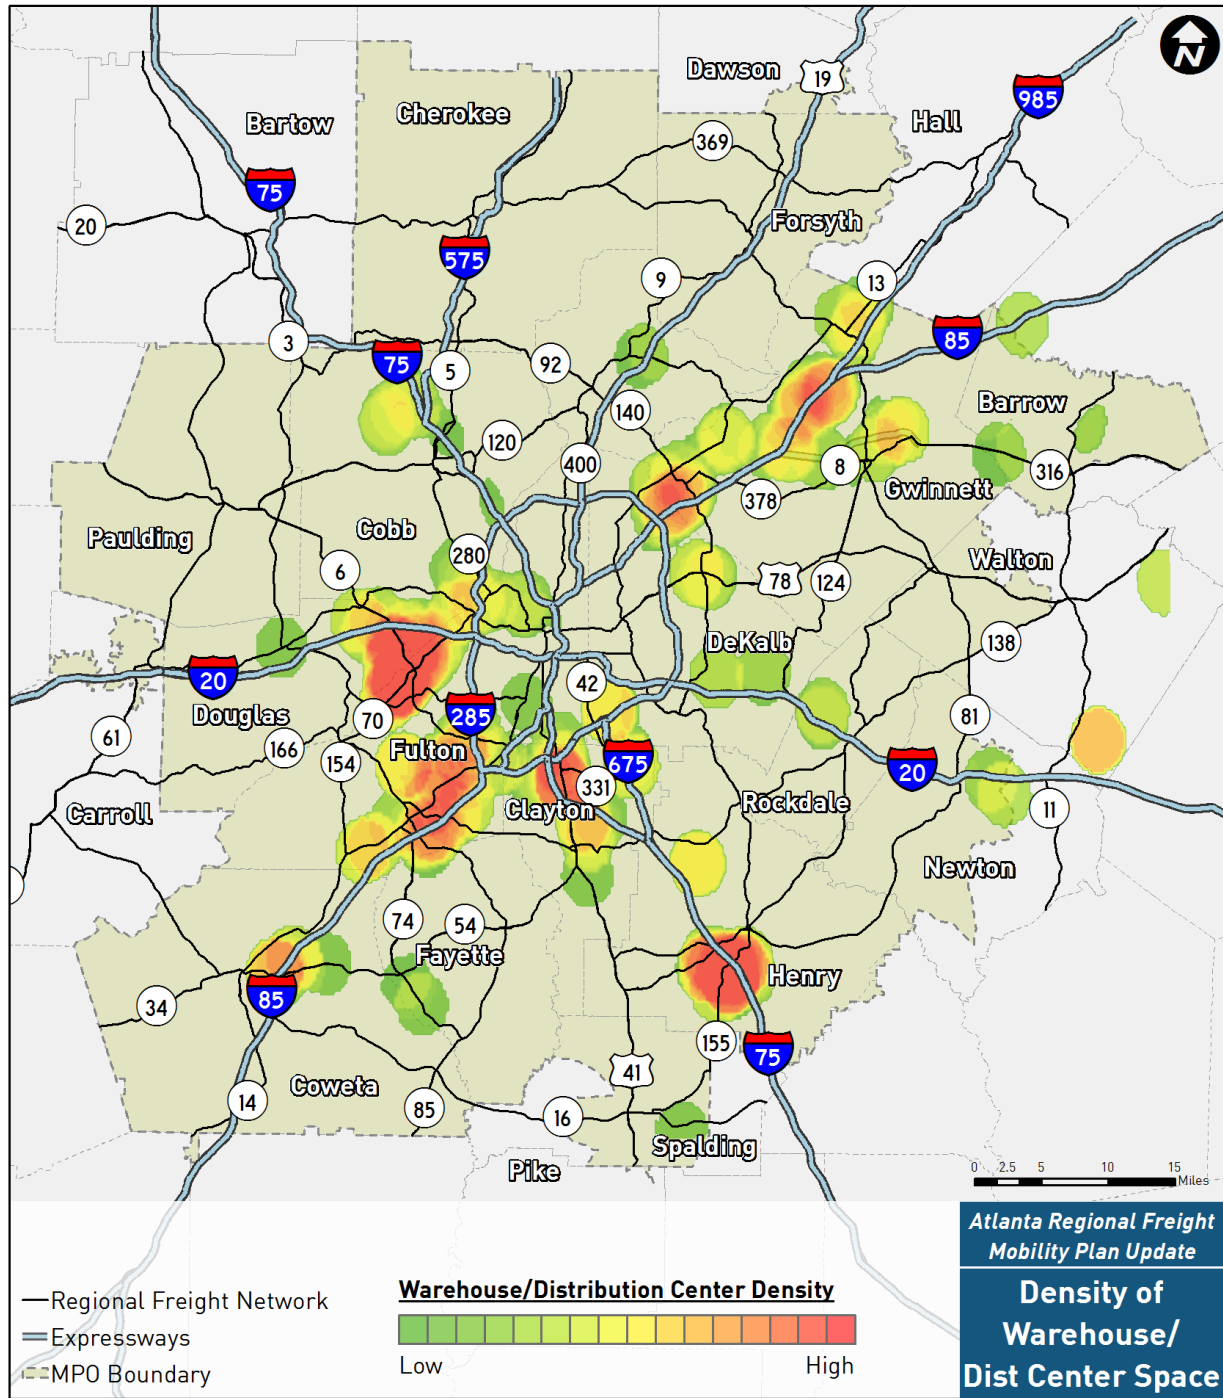 Dawson
19
985
Hall
Bartow
Cherokee
369
75
20
Forsyth
575
9
13
3
85
75
5
92
140
Barrow
120
400
8
316
Gwinnett
378
Cobb
Paulding
280
Walton
6
78
124
DeKalb
138
20
42
Douglas
70
285
81
61
166
Fulton
154
675
20
331
Clayton
Rockdale
11
Carroll
Newton
74
54
Fayette
Henry
85
34
155
75
41
Coweta
14
85
16
Spalding
Pike
0 2.5 5 10 15
Miles
N
Regional Freight Network
Expressways
MPO Boundary
Warehouse/Distribution Center Density
Low High
Atlanta Regional Freight
Mobility Plan Update
Density of
Warehouse/
Dist Center Space